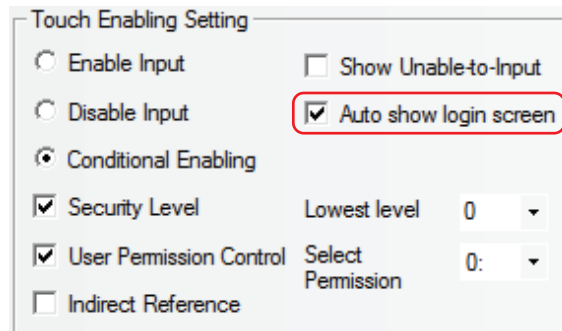 Touch Enabling Setting
Enable Input
Show Unable-to-Input
Disable Input
Auto show login screen
Conditional Enabling
Security Level
Lowest level
0
User Permission Control
Select
Permission
0:
Indirect Reference